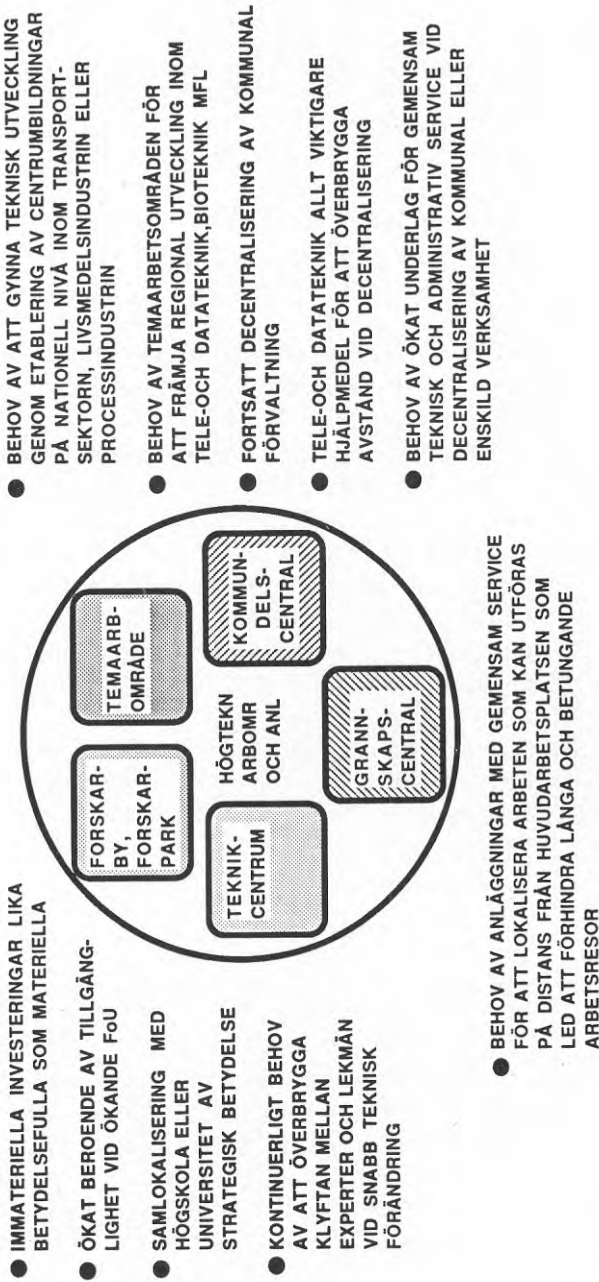 ● IMMATERIELLA INVESTERINGAR LIKA
BETYDELSEFULLA SOM MATERIELLA
● ÖKAT BEROENDE AV TILLGÄNG-
LIGHET VID ÖKANDE FoU
● SAMLOKALISERING MED
HÖGSKOLA ELLER
UNIVERSITET AV
STRATEGISK BETYDELSE
● KONTINUERLIGT BEHOV
AV ATT ÖVERBRYGGA
KLYFTAN MELLAN
EXPERTER OCH LEKMÄN
VID SNABB TEKNISK
FÖRÄNDRING
FORSKAR-
BY,
FORSKAR-
PARK
TEMAARB-
OMRÅDE
TEKNIK-
CENTRUM
HÖGTEKN
ARBOMR
OCH ANL
KOMMUN-
DELS-
CENTRAL
GRANN-
SKAPS-
CENTRAL
● BEHOV AV ATT GYNNA TEKNISK UTVECKLING
GENOM ETABLERING AV CENTRUMBILDNINGAR
PÅ NATIONELL NIVÅ INOM TRANSPORT-
SEKTORN, LIVSMEDELSINDUSTRIN ELLER
PROCESSINDUSTRIN
● BEHOV AV TEMAARBETSOMRÅDEN FÖR
ATT FRÄMJA REGIONAL UTVECKLING INOM
TELE-OCH DATATEKNIK,BIOTEKNIK MFL
● FORTSATT DECENTRALISERING AV KOMMUNAL
FÖRVALTNING
● TELE-OCH DATATEKNIK ALLT VIKTIGARE
HJÄLPMEDEL FÖR ATT ÖVERBRYGGA
AVSTÅND VID DECENTRALISERING
● BEHOV AV ÖKAT UNDERLAG FÖR GEMENSAM
TEKNISK OCH ADMINISTRATIV SERVICE VID
DECENTRALISERING AV KOMMUNAL ELLER
ENSKILD VERKSAMHET
● BEHOV AV ANLÄGGNINGAR MED GEMENSAM SERVICE
FÖR ATT LOKALISERA ARBETEN SOM KAN UTFÖRAS
PÅ DISTANS FRÅN HUVUDARBETSPLATSEN SOM
LED ATT FÖRHINDRA LÅNGA OCH BETUNGANDE
ARBETSRESOR